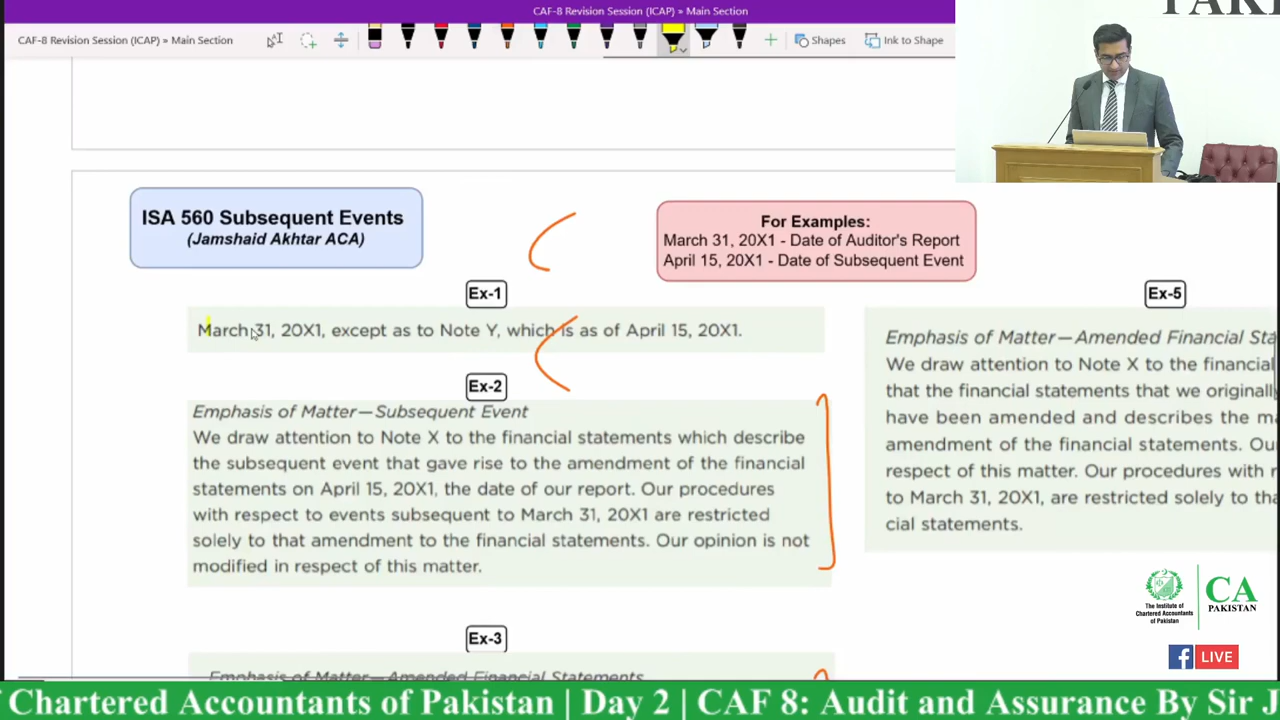 CAF-8 Revision Session (ICAP) » Main Section
CAF-8 Revision Session (ICAP) » Main Section
Shapes
Ink to Shape
ISA 560 Subsequent Events
(Jamshaid Akhtar ACA)
For Examples:
March 31, 20X1 - Date of Auditor's Report
April 15, 20X1 - Date of Subsequent Event
Ex-1
March 31, 20X1, except as to Note Y, which is as of April 15, 20X1.
Ex-2
Emphasis of Matter—Subsequent Event
We draw attention to Note X to the financial statements which describe
the subsequent event that gave rise to the amendment of the financial
statements on April 15, 20X1, the date of our report. Our procedures
with respect to events subsequent to March 31, 20X1 are restricted
solely to that amendment to the financial statements. Our opinion is not
modified in respect of this matter.
Ex-3
Emphasis of Matter—Amended Financial Statements
Ex-5
Emphasis of Matter—Amended Financial Sta
We draw attention to Note X to the financial
that the financial statements that we originally
have been amended and describes the ma
amendment of the financial statements. Ou
respect of this matter. Our procedures with r
to March 31, 20X1, are restricted solely to tha
cial statements.
The Institute of
Chartered Accountants
of Pakistan
CA
PAKISTAN
LIVE
f Chartered Accountants of Pakistan | Day 2 | CAF 8: Audit and Assurance By Sir J